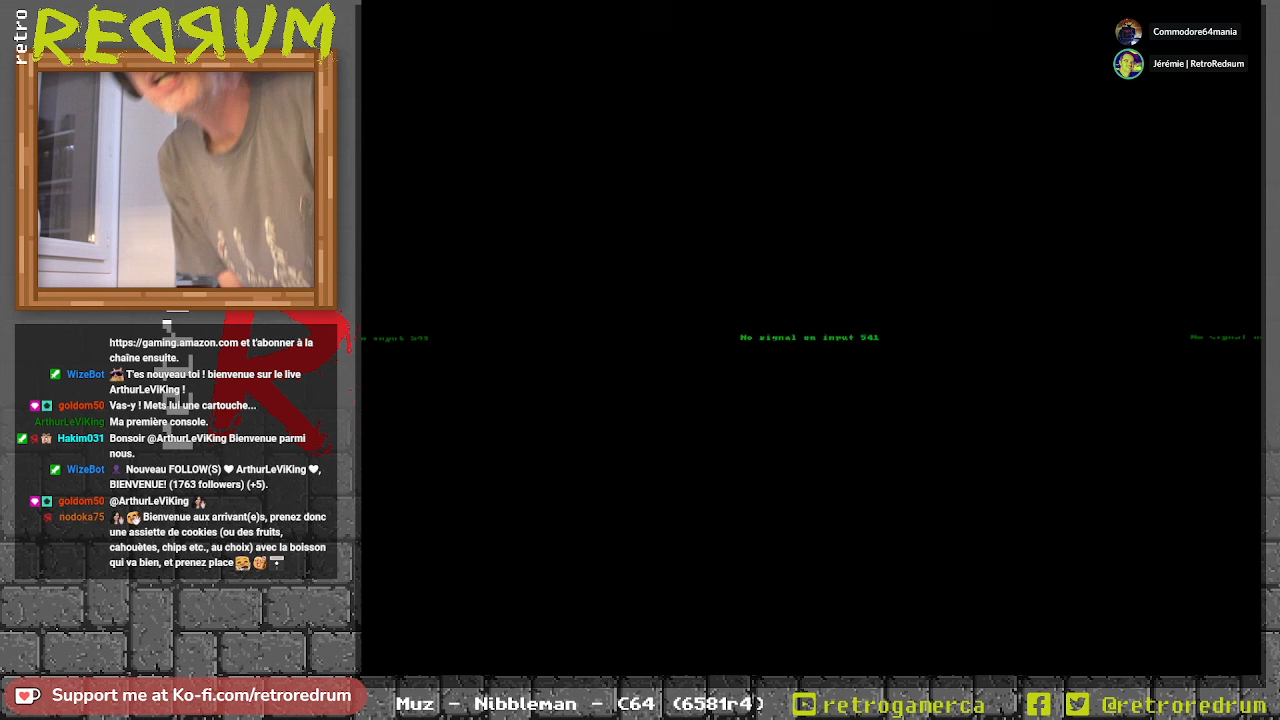 retro
REDRUM
Commodore64mania
Jérémie | RetroRedrum
No signal on input 541
https://gaming.amazon.com et t'abonner à la
chaîne ensuite.
WizeBot T'es nouveau toi ! bienvenue sur le live
ArthurLeViKing !
goldorn50 Vas-y ! Mets lui une cartouche...
ArthurLeViKing Ma première console.
Hakim031 Bonsoir @ArthurLeViKing Bienvenue parmi
nous.
WizeBot Nouveau FOLLOW(S) ArthurLeViKing ,
BIENVENUE! (1763 followers) (+5).
goldorn50 @ArthurLeViKing
nodoka75 Bienvenue aux arrivant(e)s, prenez donc
une assiette de cookies (ou des fruits,
cahouètes, chips etc., au choix) avec la boisson
qui va bien, et prenez place
Support me at Ko-fi.com/retroredrum
Muz - Nibbleman - C64 (6581r4)
retrogamerca
@retroredrum